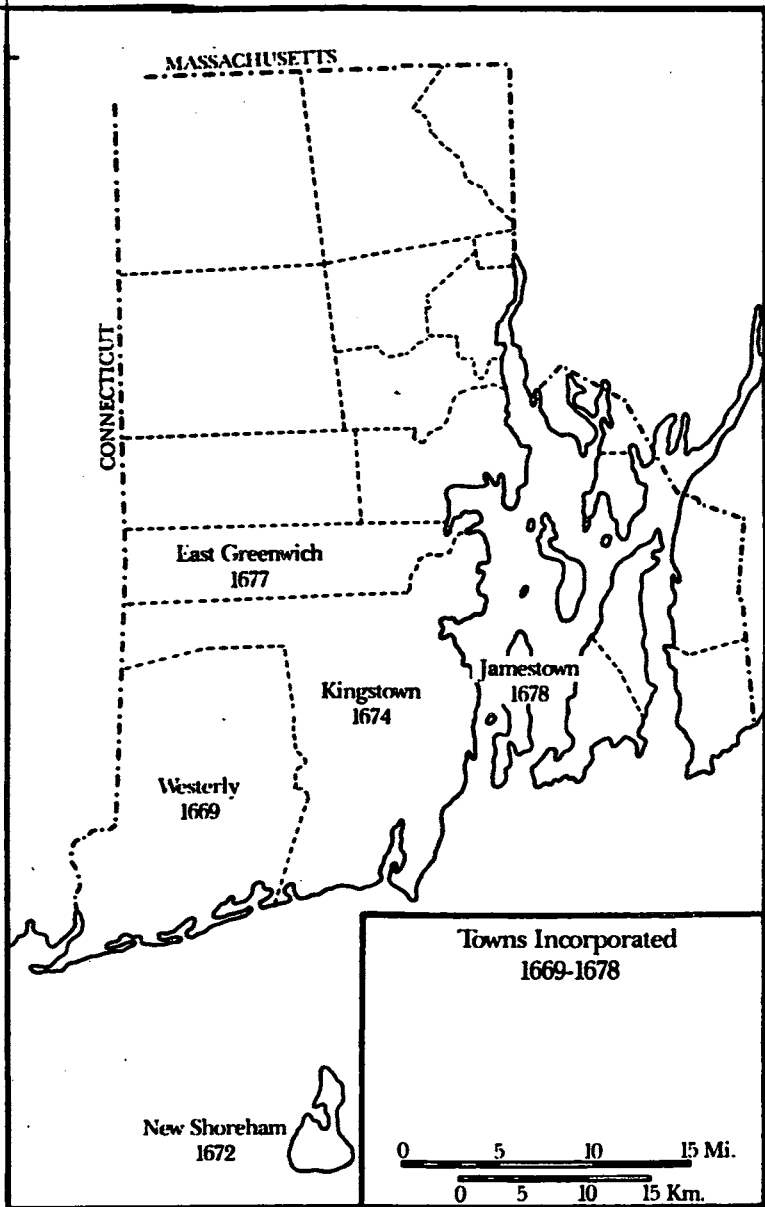 MASSACHUSETTS
CONNECTICUT
East Greenwich
1677
Jamestown
1678
Kingstown
1674
Westerly
1669
Towns Incorporated
1669-1678
New Shoreham
1672
0 5 10 15 Mi.
0 5 10 15 Km.